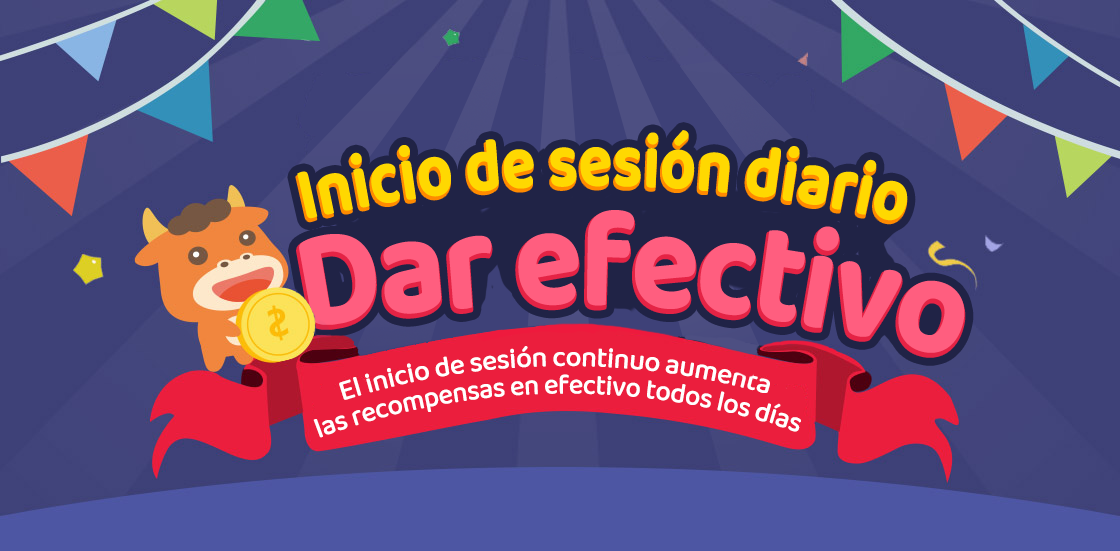 Inicio de sesión diario
Dar efectivo
El inicio de sesión continuo aumenta
las recompensas en efectivo todos los días